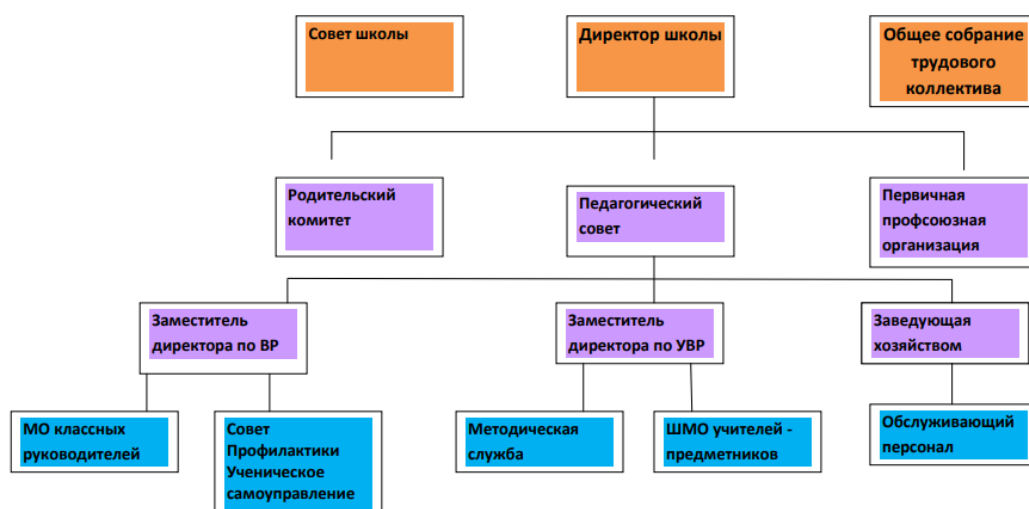 Совет школы
Директор школы
Общее собрание
трудового
коллектива
Родительский
комитет
Педагогический
совет
Первичная
профсоюзная
организация
Заместитель
директора по ВР
Заместитель
директора по УВР
Заведующая
хозяйством
МО классных
руководителей
Совет
Профилактики
Ученическое
самоуправление
Методическая
служба
ШМО учителей -
предметников
Обслуживающий
персонал